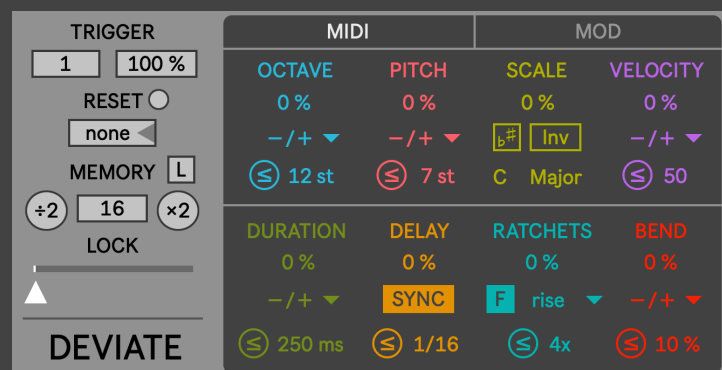 TRIGGER
1 100 %
RESET
none
MEMORY L
÷2 16 ×2
LOCK
DEVIATE
MIDI MOD
OCTAVE PITCH SCALE VELOCITY
0 % 0 % 0 % 0 %
−/+ −/+ ♭♯ Inv −/+
≤ 12 st ≤ 7 st C Major ≤ 50
DURATION DELAY RATCHETS BEND
0 % 0 % 0 % 0 %
−/+ SYNC F rise −/+
≤ 250 ms ≤ 1/16 ≤ 4x ≤ 10 %